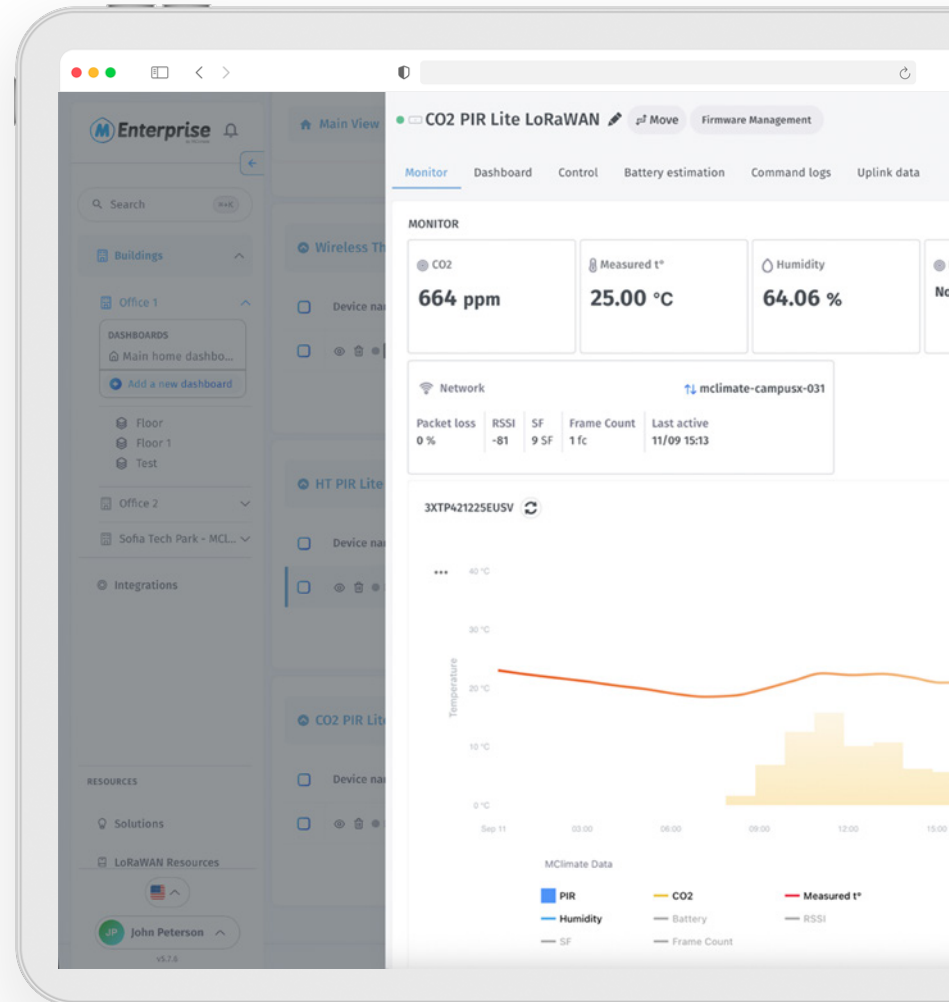 M Enterprise
Search
Buildings
Office 1
DASHBOARDS
Main home dashbo...
Add a new dashboard
Floor
Floor 1
Test
Office 2
Sofia Tech Park - MCL...
Integrations
RESOURCES
Solutions
LoRaWAN Resources
JP John Peterson
v5.7.6
Main View
Wireless Th
Device na
HT PIR Lite
Device na
CO2 PIR Lit
Device na
CO2 PIR Lite LoRaWAN Move Firmware Management
Monitor Dashboard Control Battery estimation Command logs Uplink data
MONITOR
CO2
664 ppm
Measured t°
25.00 °C
Humidity
64.06 %
No
Network mclimate-campusx-031
Packet loss RSSI SF Frame Count Last active
0 % -81 9 SF 1 fc 11/09 15:13
3XTP421225EUSV
40 °C
30 °C
20 °C
10 °C
0 °C
Temperature
Sep 11 03:00 06:00 09:00 12:00 15:00
MClimate Data
PIR CO2 Measured t°
Humidity Battery RSSI
SF Frame Count